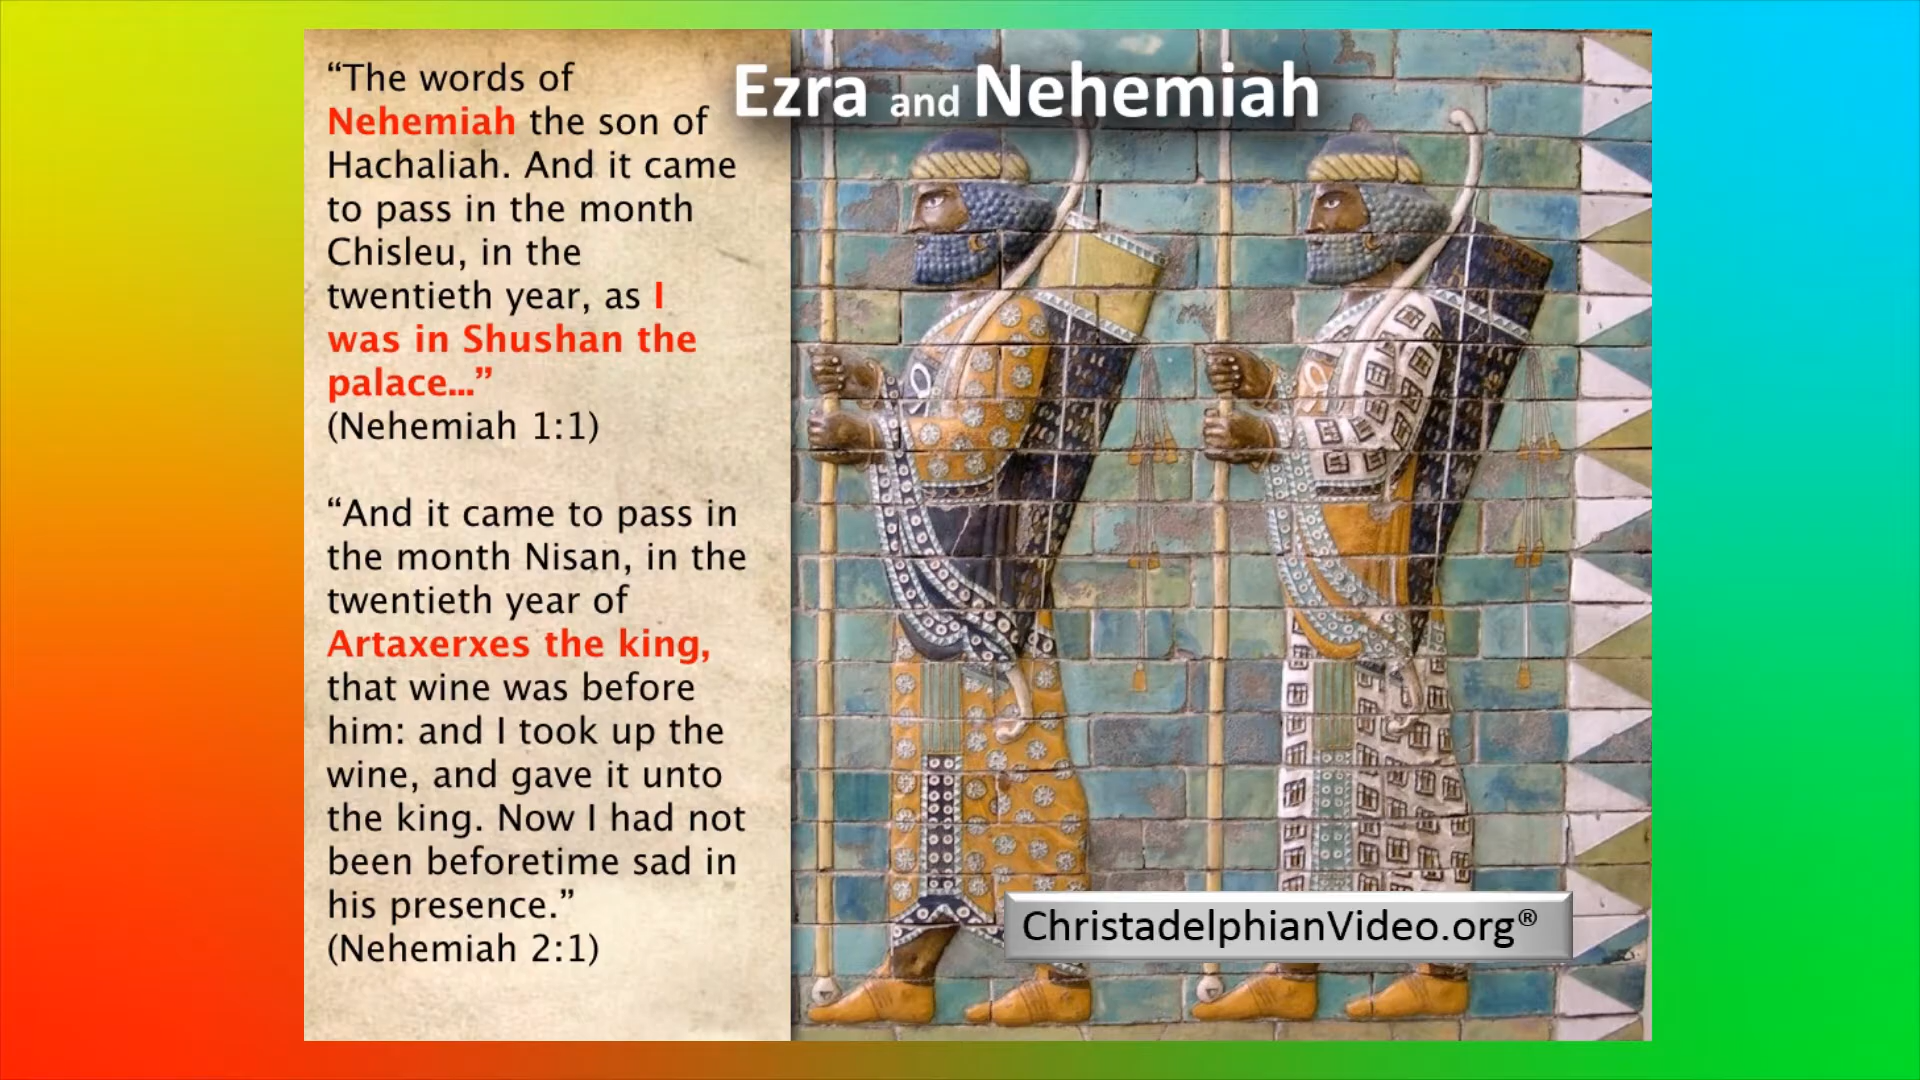 Ezra and Nehemiah
“The words of
Nehemiah the son of
Hachaliah. And it came
to pass in the month
Chisleu, in the
twentieth year, as I
was in Shushan the
palace...”
(Nehemiah 1:1)
“And it came to pass in
the month Nisan, in the
twentieth year of
Artaxerxes the king,
that wine was before
him: and I took up the
wine, and gave it unto
the king. Now I had not
been beforetime sad in
his presence.”
(Nehemiah 2:1)
ChristadelphianVideo.org®